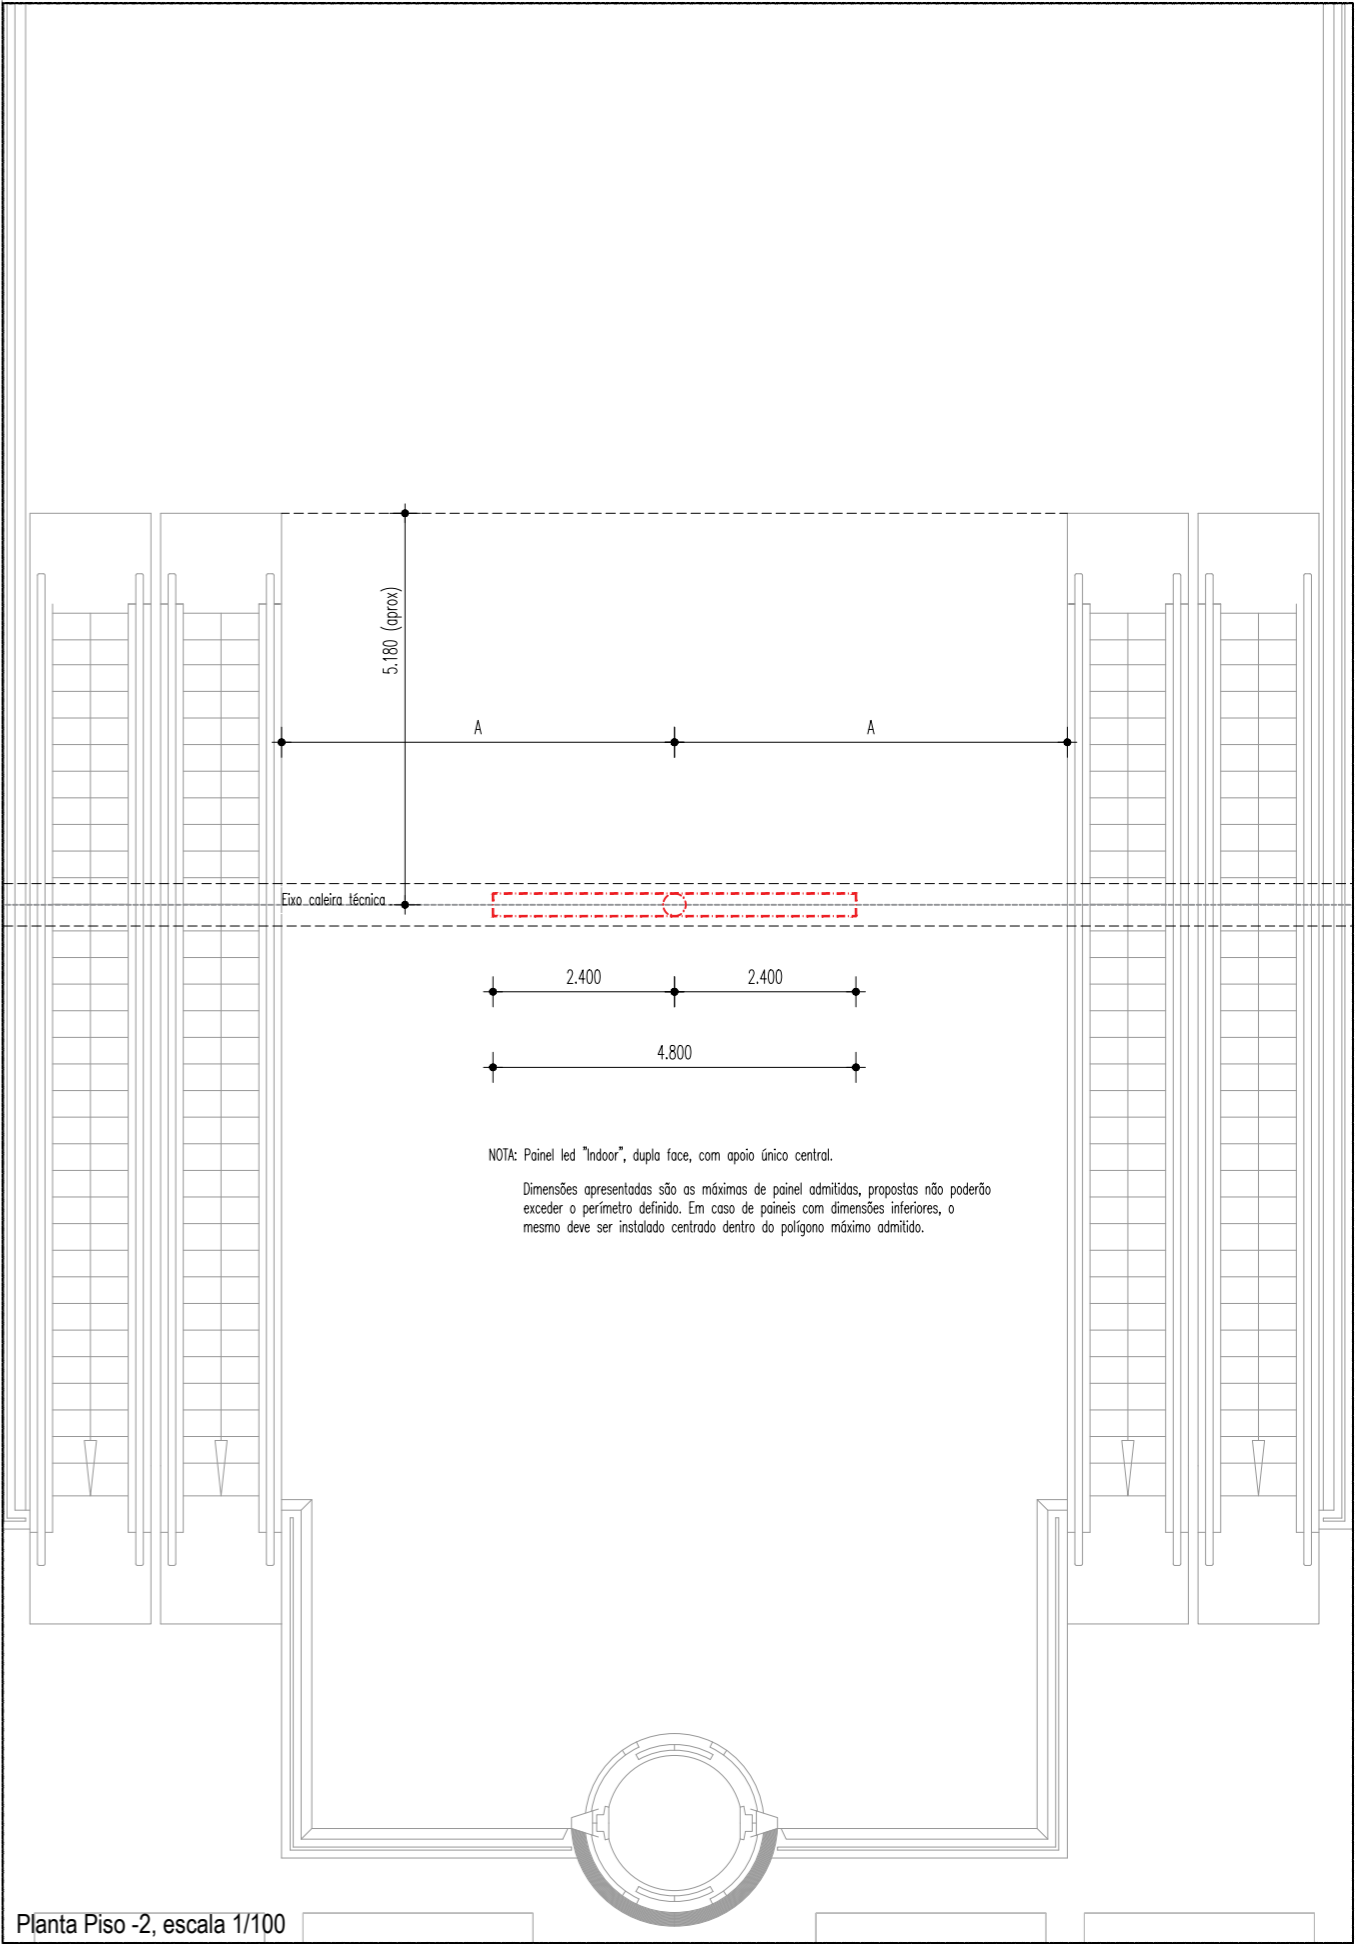 5.180 (aprox)
A
A
Eixo caleira técnica
2.400
2.400
4.800
NOTA: Painel led "Indoor", dupla face, com apoio único central.
Dimensões apresentadas são as máximas de painel admitidas, propostas não poderão
exceder o perímetro definido. Em caso de paineis com dimensões inferiores, o
mesmo deve ser instalado centrado dentro do polígono máximo admitido.
Planta Piso -2, escala 1/100